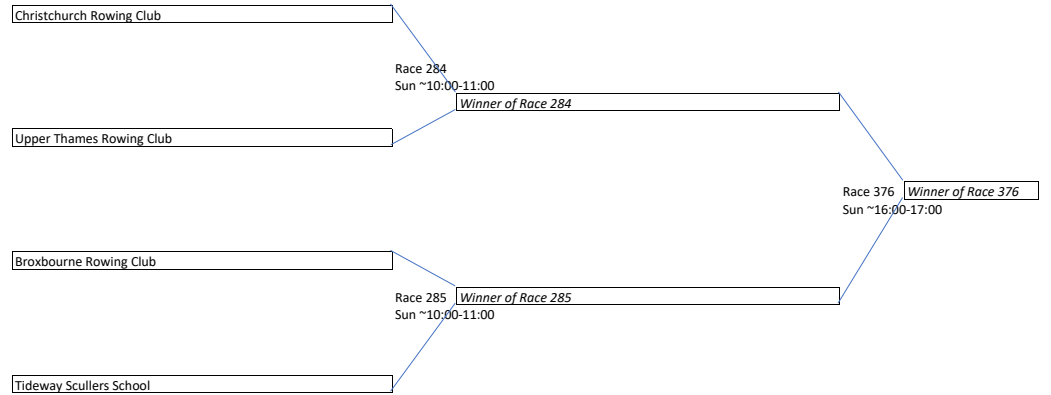 Christchurch Rowing Club
Race 284
Sun ~10:00-11:00
Winner of Race 284
Upper Thames Rowing Club
Race 376
Winner of Race 376
Sun ~16:00-17:00
Broxbourne Rowing Club
Race 285
Winner of Race 285
Sun ~10:00-11:00
Tideway Scullers School